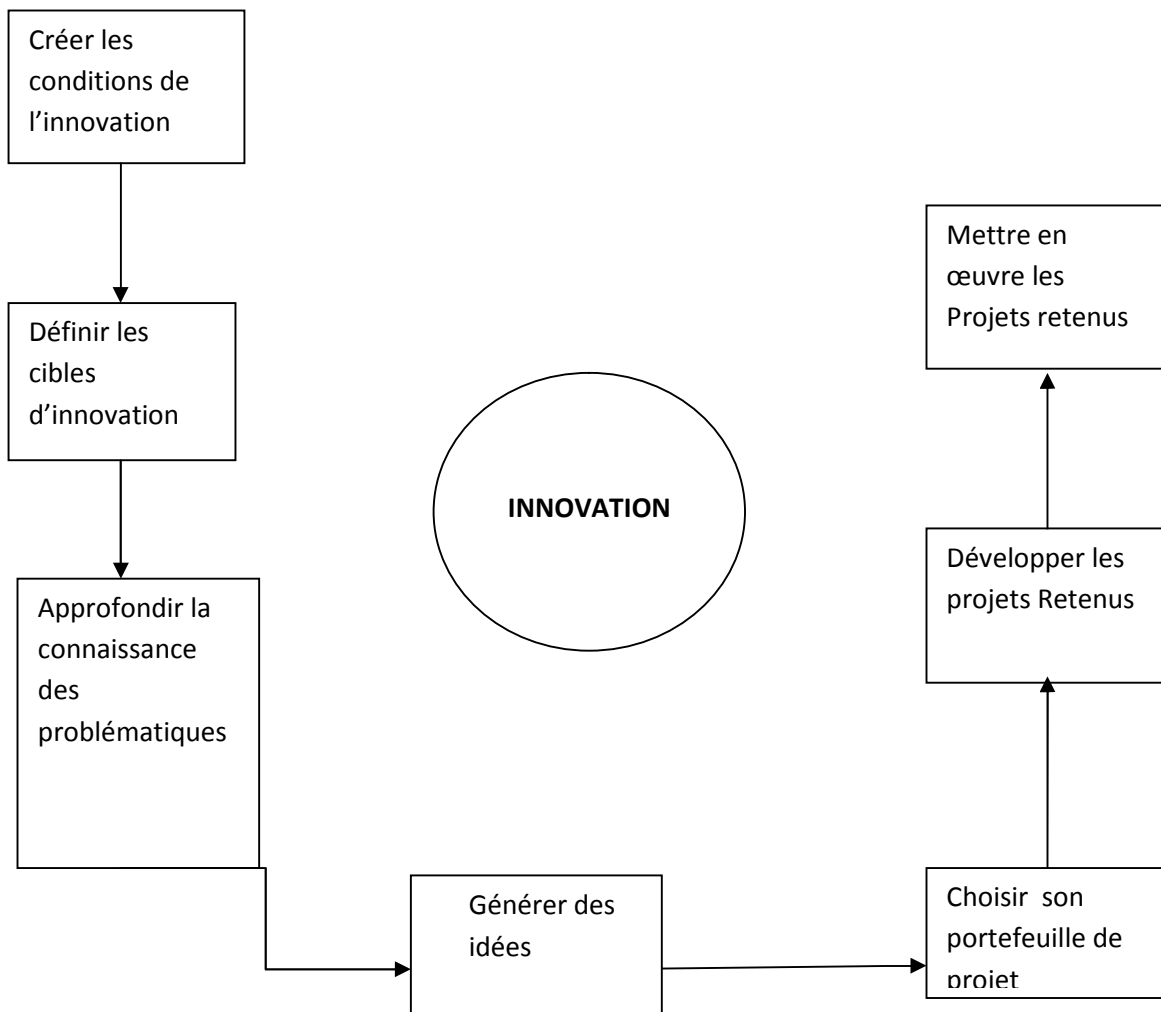 Créer les
conditions de
l’innovation
Définir les
cibles
d’innovation
Approfondir la
connaissance
des
problématiques
Générer des
idées
Choisir son
portefeuille de
projet
Développer les
projets Retenus
Mettre en
œuvre les
Projets retenus
INNOVATION